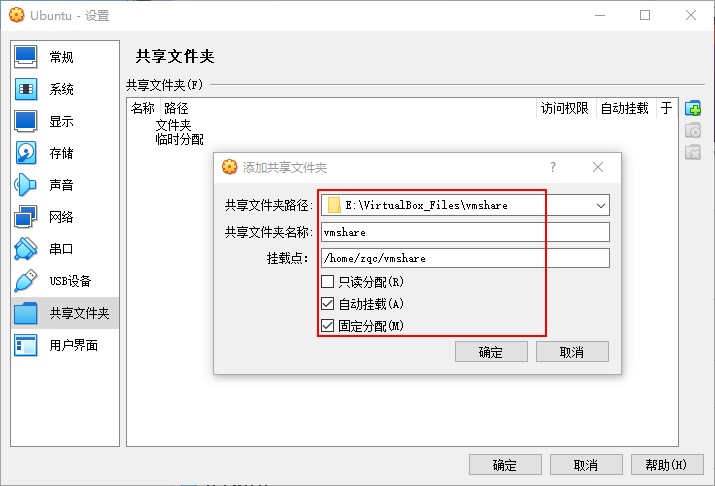 Ubuntu - 设置
常规
系统
显示
存储
声音
网络
串口
USB设备
共享文件夹
用户界面
共享文件夹
共享文件夹(F)
名称 路径 访问权限 自动挂载 于
文件夹
临时分配
添加共享文件夹 ?
共享文件夹路径: E:\VirtualBox_Files\vmshare
共享文件夹名称: vmshare
挂载点: /home/zqc/vmshare
只读分配(R)
自动挂载(A)
固定分配(M)
确定 取消
确定 取消 帮助(H)